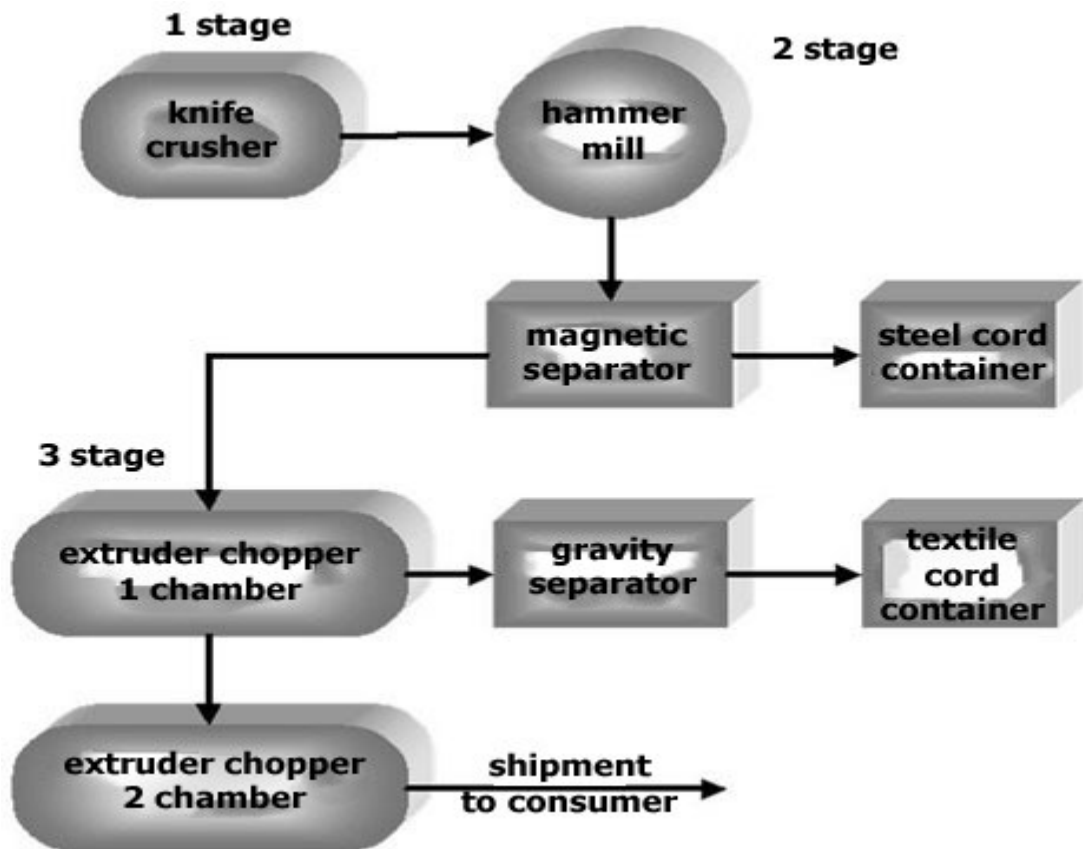 1 stage
2 stage
knife
crusher
hammer
mill
magnetic
separator
steel cord
container
3 stage
extruder chopper
1 chamber
gravity
separator
textile
cord
container
extruder chopper
2 chamber
shipment
to consumer